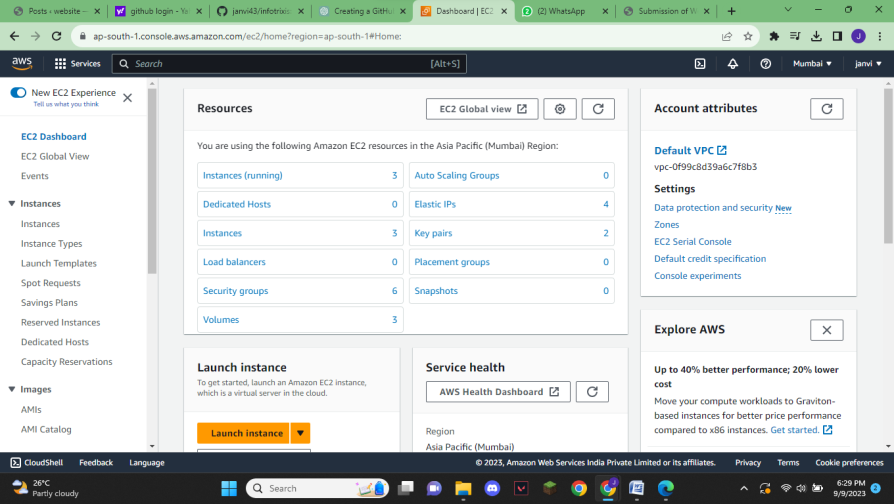 Posts ‹ website –
github login - Ya
janvi43/infotrixs
Creating a GitHu
Dashboard | EC2
(2) WhatsApp
Submission of W
ap-south-1.console.aws.amazon.com/ec2/home?region=ap-south-1#Home:
J
aws
Services
Search
[Alt+S]
Mumbai
janvi
New EC2 Experience
Tell us what you think
EC2 Dashboard
EC2 Global View
Events
Instances
Instances
Instance Types
Launch Templates
Spot Requests
Savings Plans
Reserved Instances
Dedicated Hosts
Capacity Reservations
Images
AMIs
AMI Catalog
Resources
EC2 Global view
You are using the following Amazon EC2 resources in the Asia Pacific (Mumbai) Region:
Instances (running) 3
Auto Scaling Groups 0
Dedicated Hosts 0
Elastic IPs 4
Instances 3
Key pairs 2
Load balancers 0
Placement groups 0
Security groups 6
Snapshots 0
Volumes 3
Launch instance
To get started, launch an Amazon EC2 instance,
which is a virtual server in the cloud.
Launch instance
Service health
AWS Health Dashboard
Region
Asia Pacific (Mumbai)
Account attributes
Default VPC
vpc-0f99c8d39a6c7f8b3
Settings
Data protection and security New
Zones
EC2 Serial Console
Default credit specification
Console experiments
Explore AWS
Up to 40% better performance; 20% lower
cost
Move your compute workloads to Graviton-
based instances for better price performance
compared to x86 instances. Get started.
CloudShell
Feedback
Language
© 2023, Amazon Web Services India Private Limited or its affiliates.
Privacy
Terms
Cookie preferences
26°C
Partly cloudy
Search
6:29 PM
9/9/2023
2